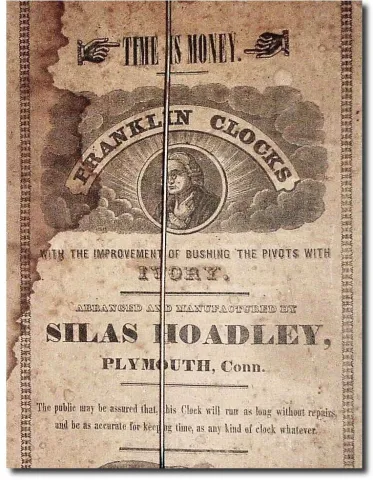 TIME IS MONEY.
FRANKLIN CLOCKS
WITH THE IMPROVEMENT OF BUSHING THE PIVOTS WITH
IVORY.
ARRANGED AND MANUFACTURED BY
SILAS HOADLEY,
PLYMOUTH, Conn.
The public may be assured that this Clock will run as long without repairs,
and be as accurate for keeping time, as any kind of clock whatever.